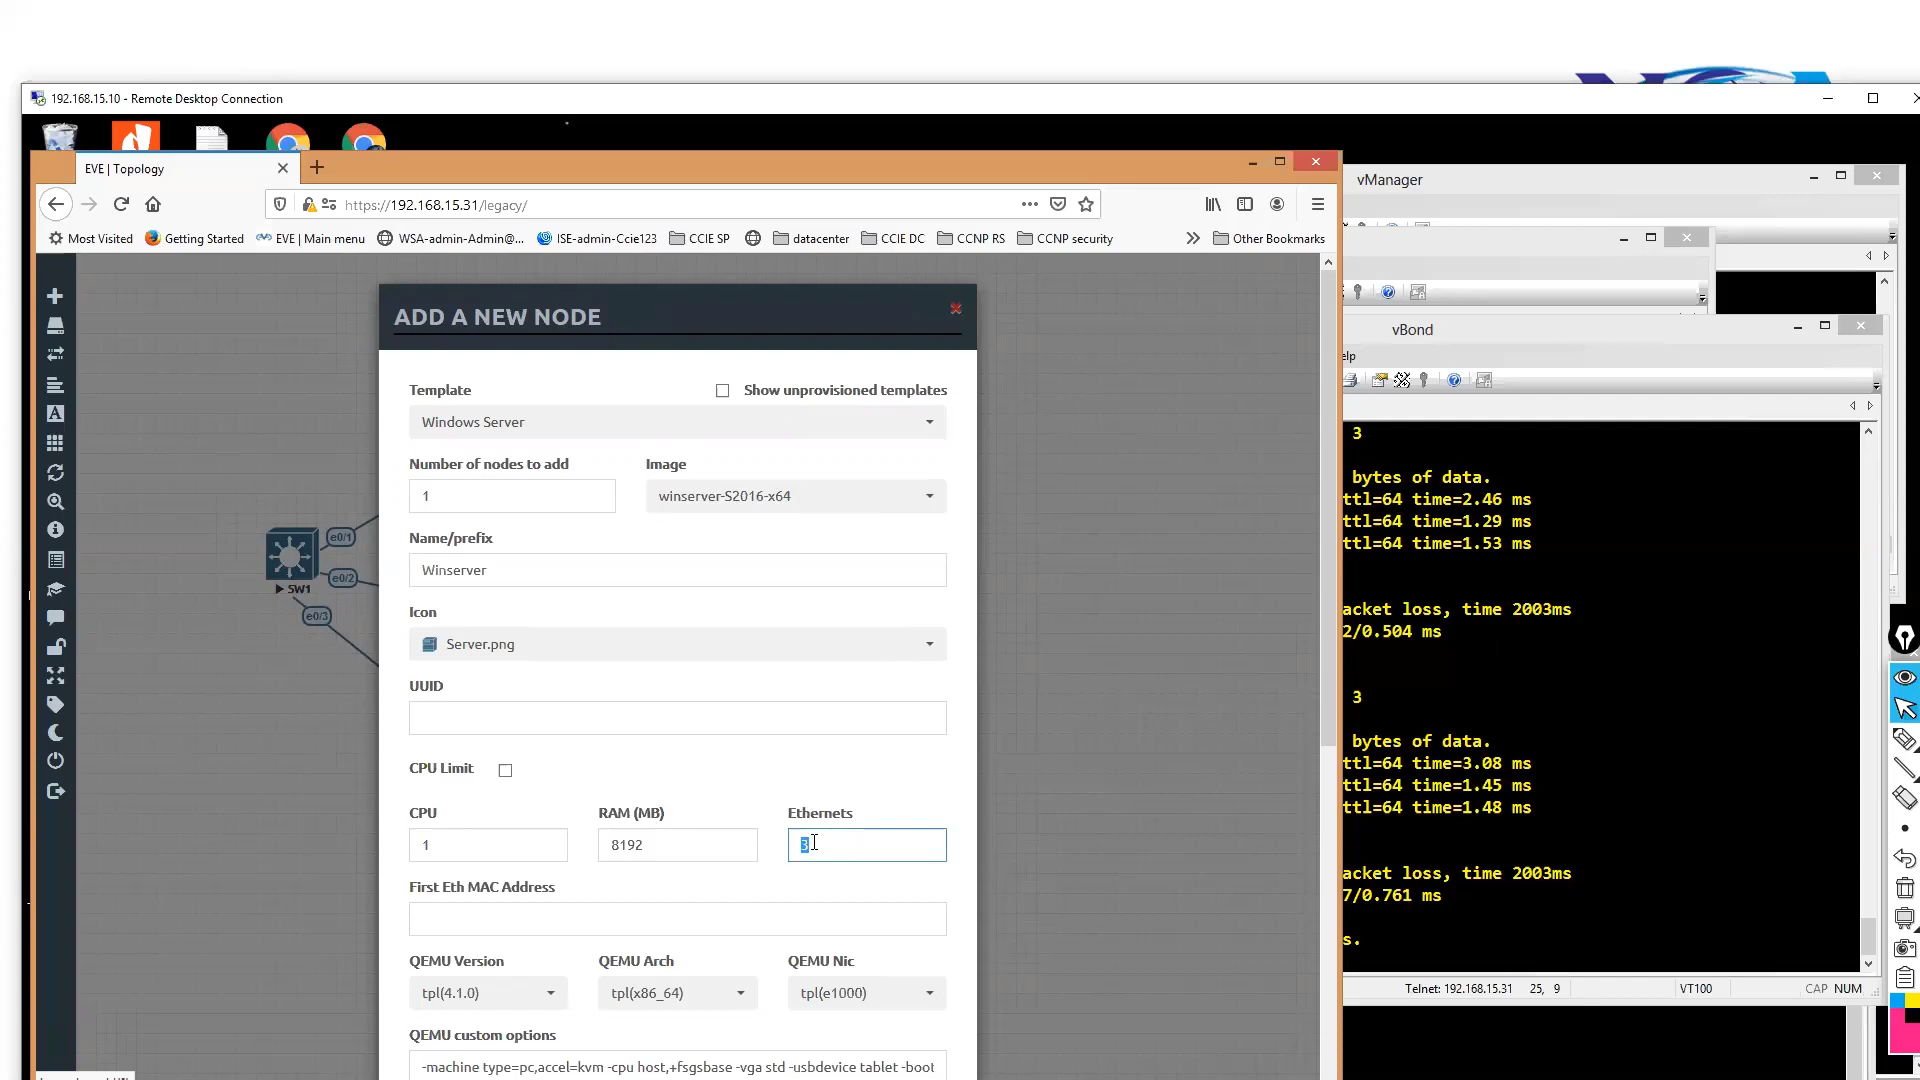 192.168.15.10 - Remote Desktop Connection
EVE | Topology
vManager
https://192.168.15.31/legacy/
Most Visited
Getting Started
EVE | Main menu
WSA-admin-Admin@...
ISE-admin-Ccie123
CCIE SP
datacenter
CCIE DC
CCNP RS
CCNP security
Other Bookmarks
ADD A NEW NODE
vBond
elp
Template
Show unprovisioned templates
Windows Server
Number of nodes to add
Image
1
winserver-S2016-x64
Name/prefix
Winserver
Icon
Server.png
UUID
CPU Limit
CPU
RAM (MB)
Ethernets
1
8192
3
First Eth MAC Address
QEMU Version
QEMU Arch
QEMU Nic
tpl(4.1.0)
tpl(x86_64)
tpl(e1000)
QEMU custom options
-machine type=pc,accel=kvm -cpu host,+fsgsbase -vga std -usbdevice tablet -boot
e0/1
e0/2
SW1
e0/3
3
bytes of data.
ttl=64 time=2.46 ms
ttl=64 time=1.29 ms
ttl=64 time=1.53 ms
acket loss, time 2003ms
2/0.504 ms
3
bytes of data.
ttl=64 time=3.08 ms
ttl=64 time=1.45 ms
ttl=64 time=1.48 ms
acket loss, time 2003ms
7/0.761 ms
s.
Telnet: 192.168.15.31
25, 9
VT100
CAP NUM